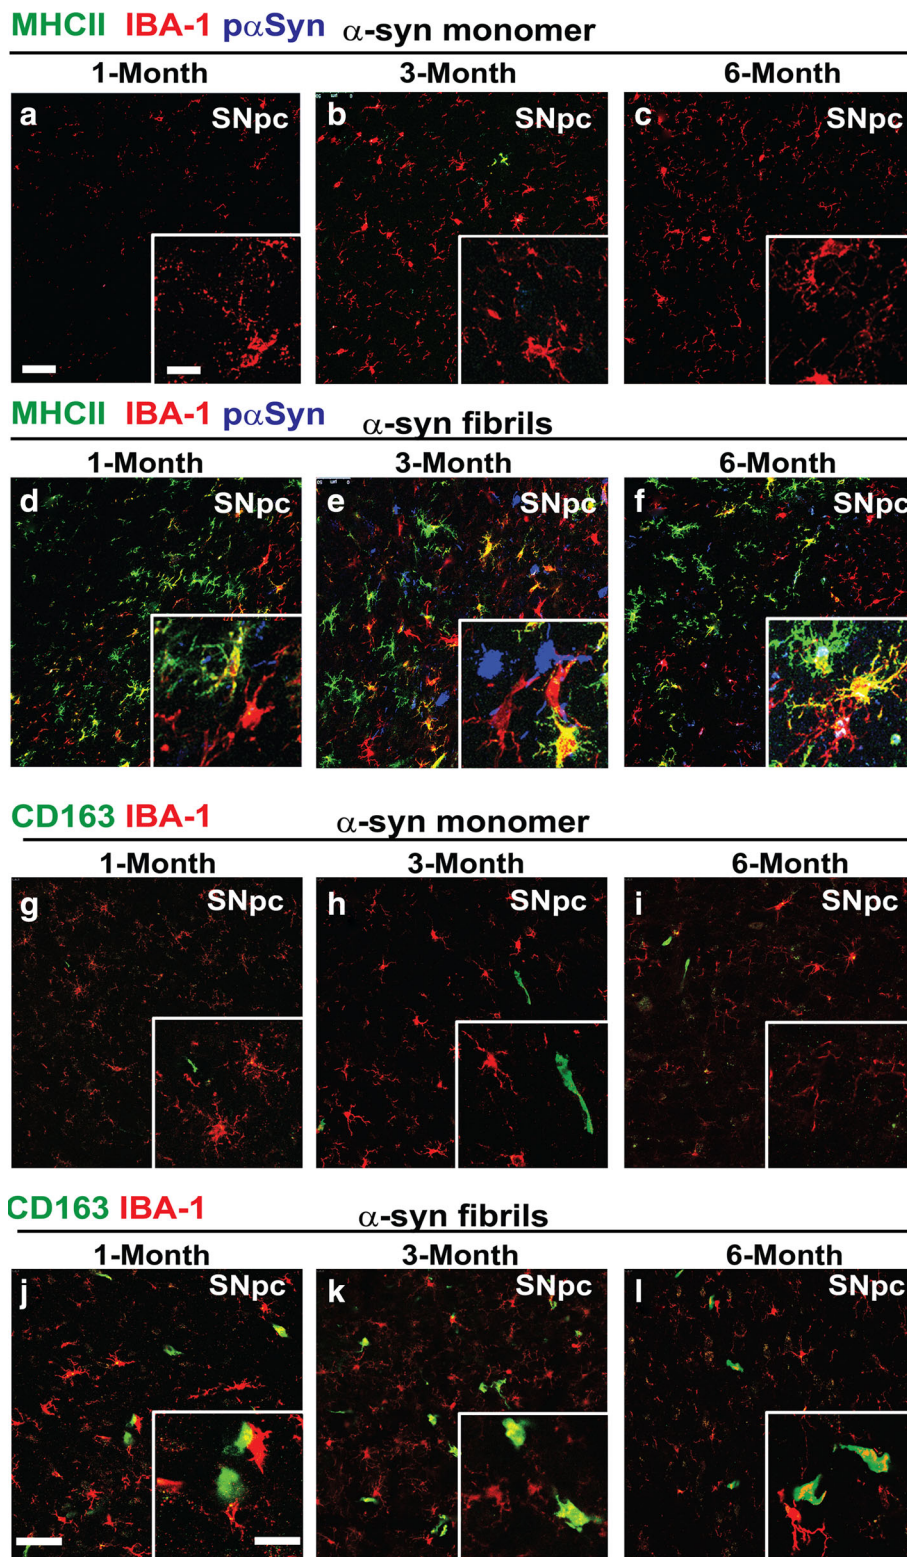 MHCII IBA-1 pαSyn α-syn monomer
1-Month 3-Month 6-Month
a SNpc b SNpc c SNpc
MHCII IBA-1 pαSyn α-syn fibrils
1-Month 3-Month 6-Month
d SNpc e SNpc f SNpc
CD163 IBA-1 α-syn monomer
1-Month 3-Month 6-Month
g SNpc h SNpc i SNpc
CD163 IBA-1 α-syn fibrils
1-Month 3-Month 6-Month
j SNpc k SNpc l SNpc